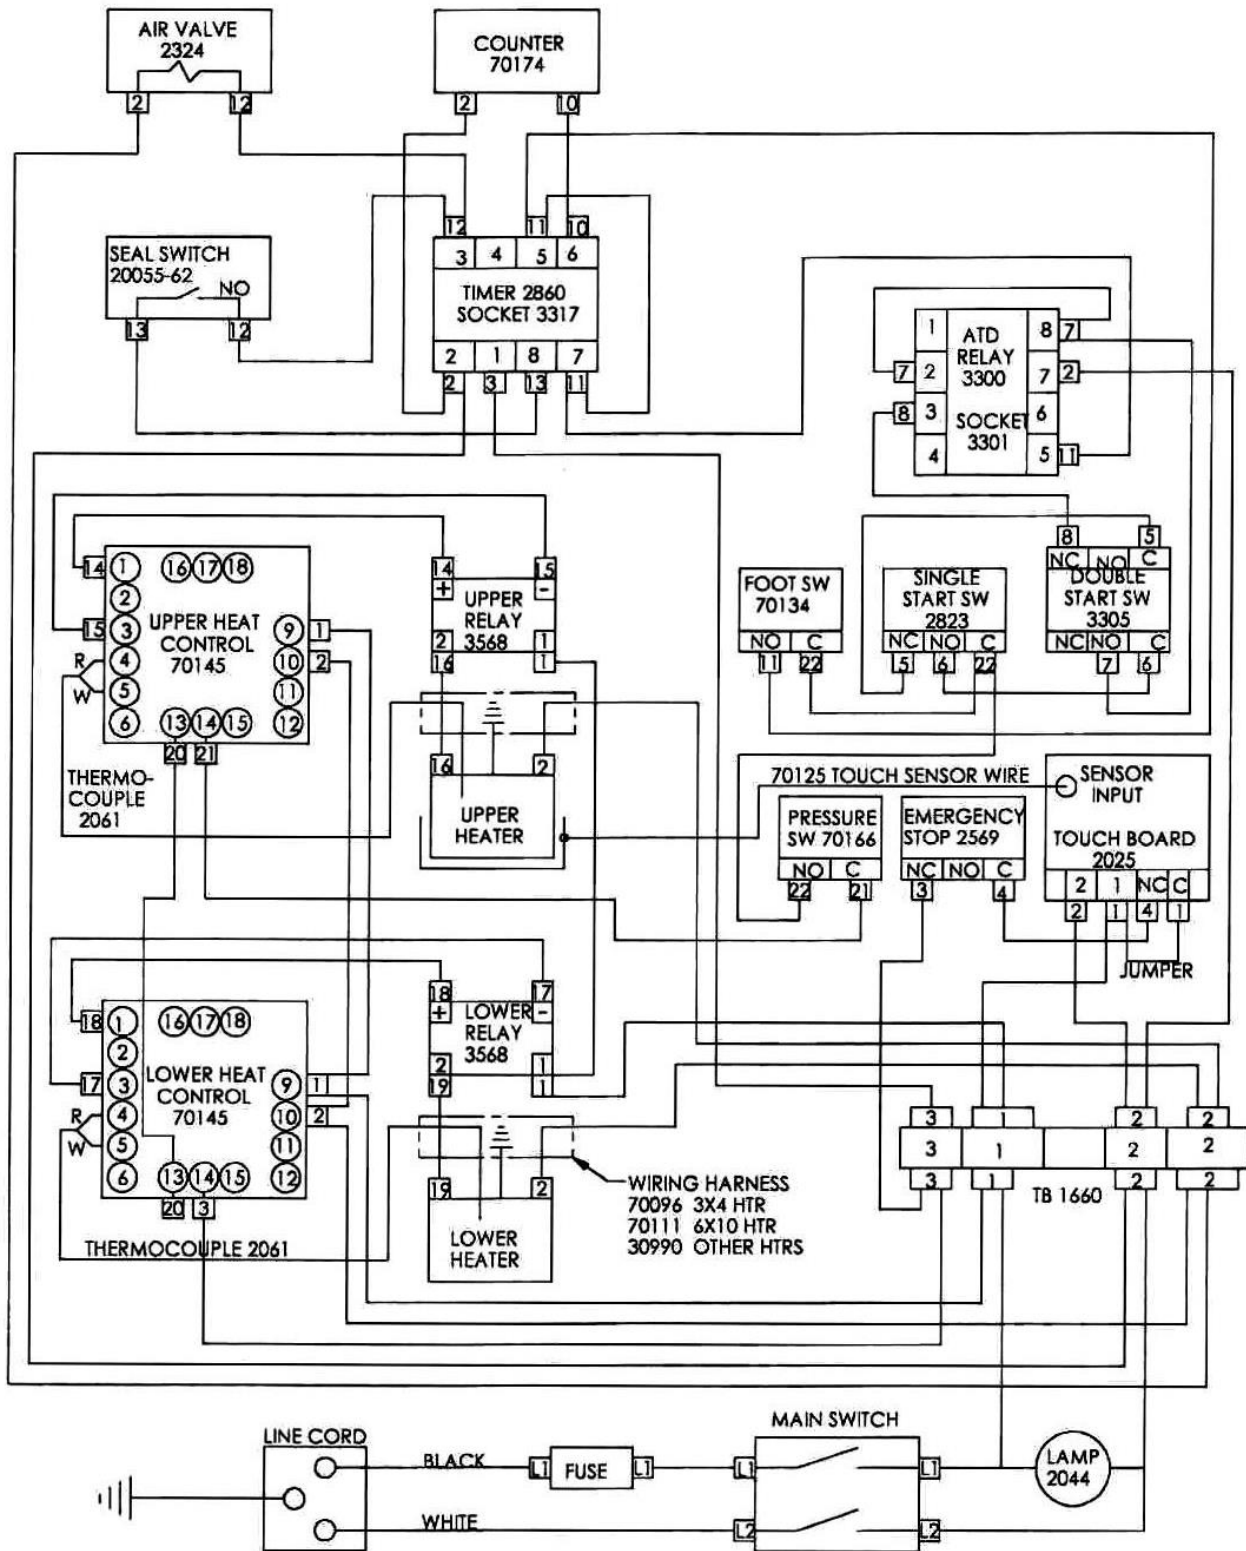 AIR VALVE
2324
2 12
COUNTER
70174
2 10
12 11 10
3 4 5 6
TIMER 2860
SOCKET 3317
2 1 8 7
2 3 13 11
SEAL SWITCH
20055-62
NO
13 12
1 ATD 8 7
7 2 RELAY 7 2
3300
8 3 SOCKET 6
3301
4 5 11
14 1 16 17 18
2
15 3 UPPER HEAT 9 1
R 4 CONTROL 10 2
70145
W 5 11
6 13 14 15 12
20 21
THERMO-
COUPLE
2061
14 15
+ -
UPPER
RELAY
3568
2 1
16 1
16 2
UPPER
HEATER
FOOT SW
70134
NO C
11 22
SINGLE
START SW
2823
NC NO C
5 6 22
8 5
NC NO C
DOUBLE
START SW
3305
NC NO C
7 6
70125 TOUCH SENSOR WIRE
PRESSURE
SW 70166
NO C
22 21
EMERGENCY
STOP 2569
NC NO C
3 4
SENSOR
INPUT
TOUCH BOARD
2025
2 1 NC C
2 1 4 1
JUMPER
18 1 16 17 18
2
17 3 LOWER HEAT 9 1
R 4 CONTROL 10 2
70145
W 5 11
6 13 14 15 12
20 3
THERMOCOUPLE 2061
18 17
+ -
LOWER
RELAY
3568
2 1
19 1
19 2
LOWER
HEATER
WIRING HARNESS
70096 3X4 HTR
70111 6X10 HTR
30990 OTHER HTRS
3 1 2 2
3 1 2 2
3 1 2 2
TB 1660
LINE CORD
BLACK
L1 FUSE L1
WHITE
MAIN SWITCH
L1 L1
L2 L2
LAMP
2044